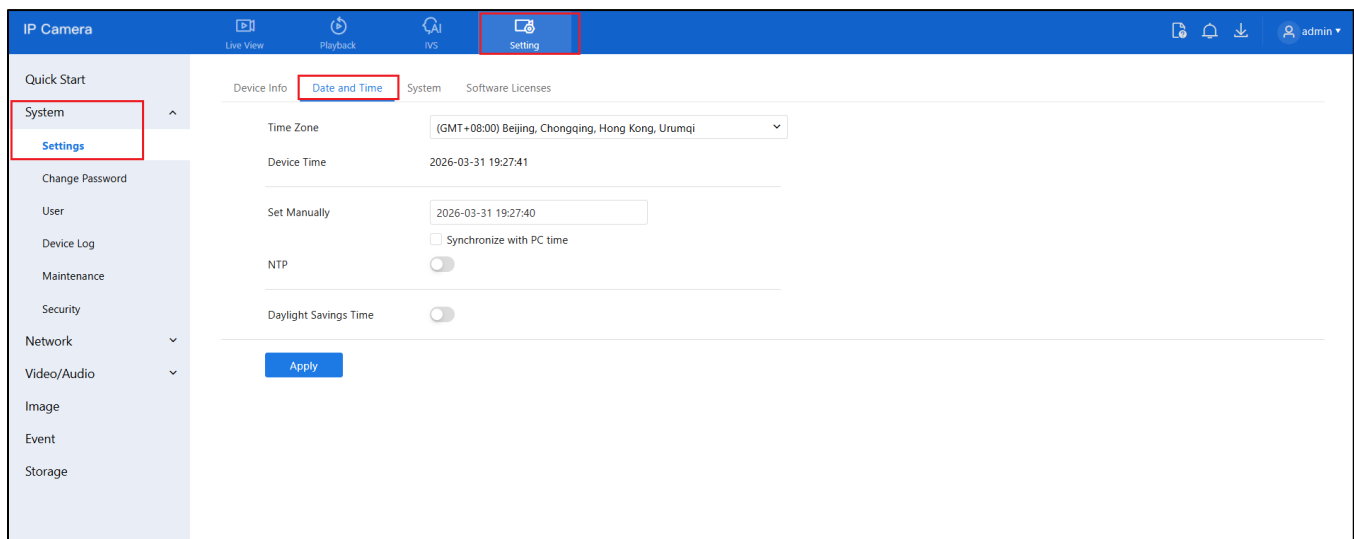 IP Camera
Live View
Playback
AI
IVS
Setting
admin
Quick Start
System
Settings
Change Password
User
Device Log
Maintenance
Security
Network
Video/Audio
Image
Event
Storage
Device Info Date and Time System Software Licenses
Time Zone (GMT+08:00) Beijing, Chongqing, Hong Kong, Urumqi
Device Time 2026-03-31 19:27:41
Set Manually 2026-03-31 19:27:40
Synchronize with PC time
NTP
Daylight Savings Time
Apply